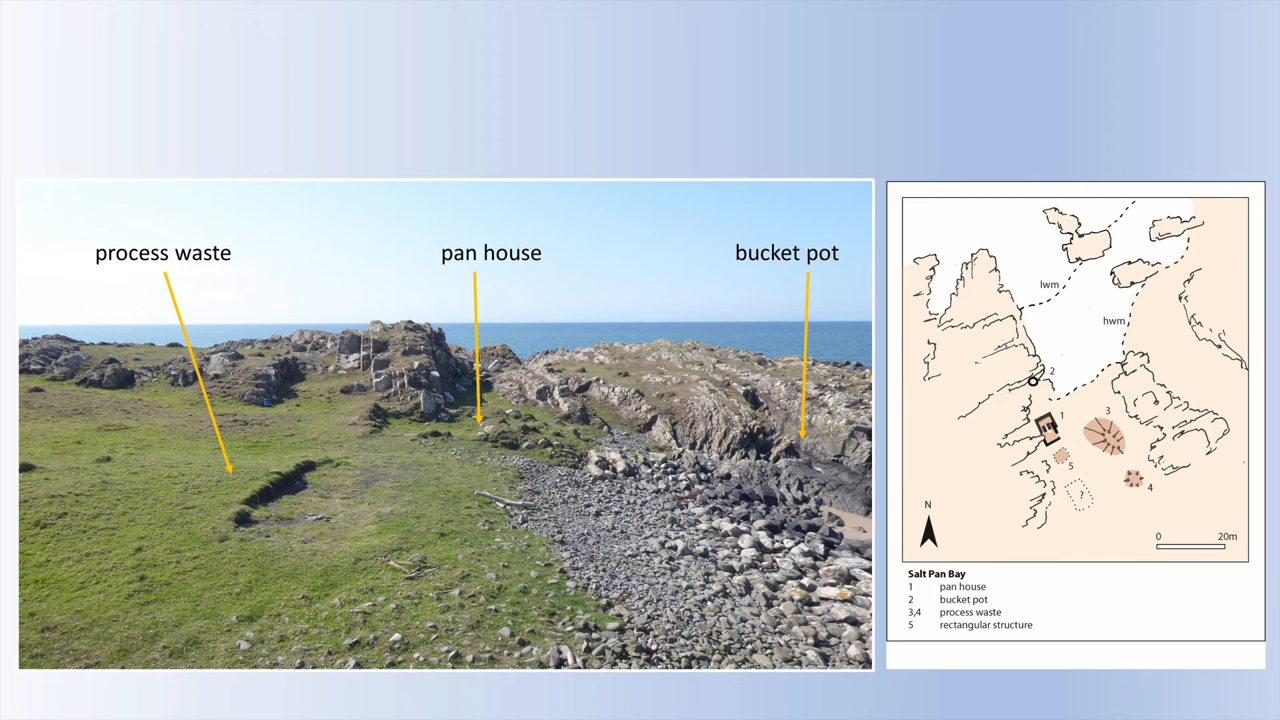 process waste
pan house
bucket pot
lwm
hwm
2
1
3
5
4
?
N
0 20m
Salt Pan Bay
1 pan house
2 bucket pot
3,4 process waste
5 rectangular structure